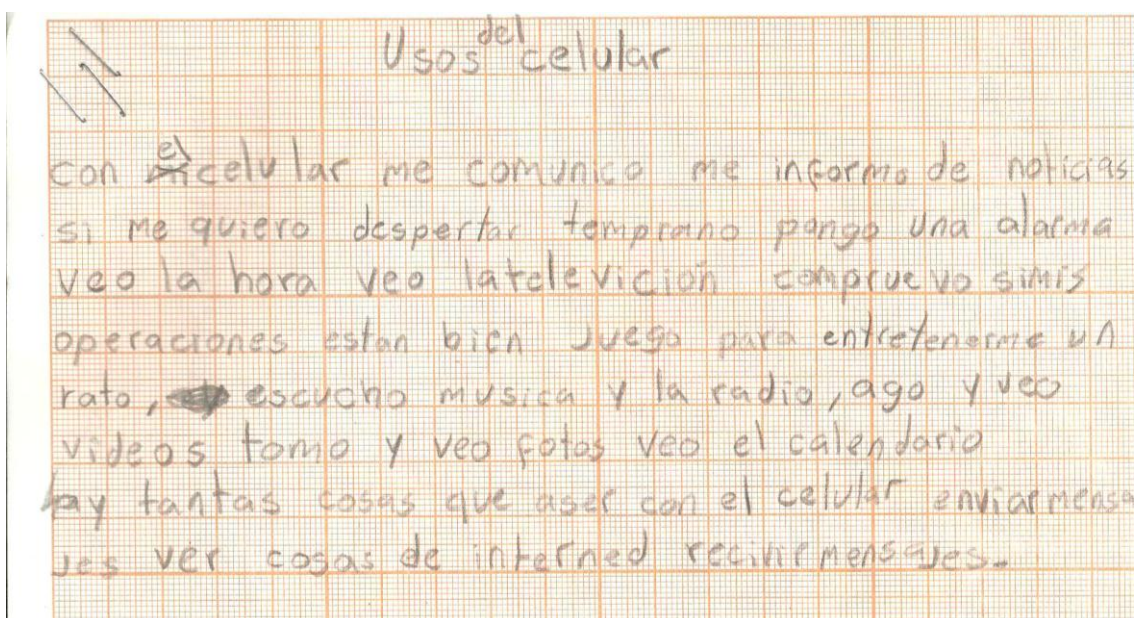 Usos del celular
con el celular me comunico me informo de noticias
si me quiero despertar temprano pongo una alarma
veo la hora veo latelevición compruevo simis
operaciones estan bien Juego para entretenerme un
rato, escucho musica y la radio, ago y veo
videos tomo y veo fotos veo el calendario
hay tantas cosas que aser con el celular enviarmensa
Jes ver cosas de interned recivirmensaJes.